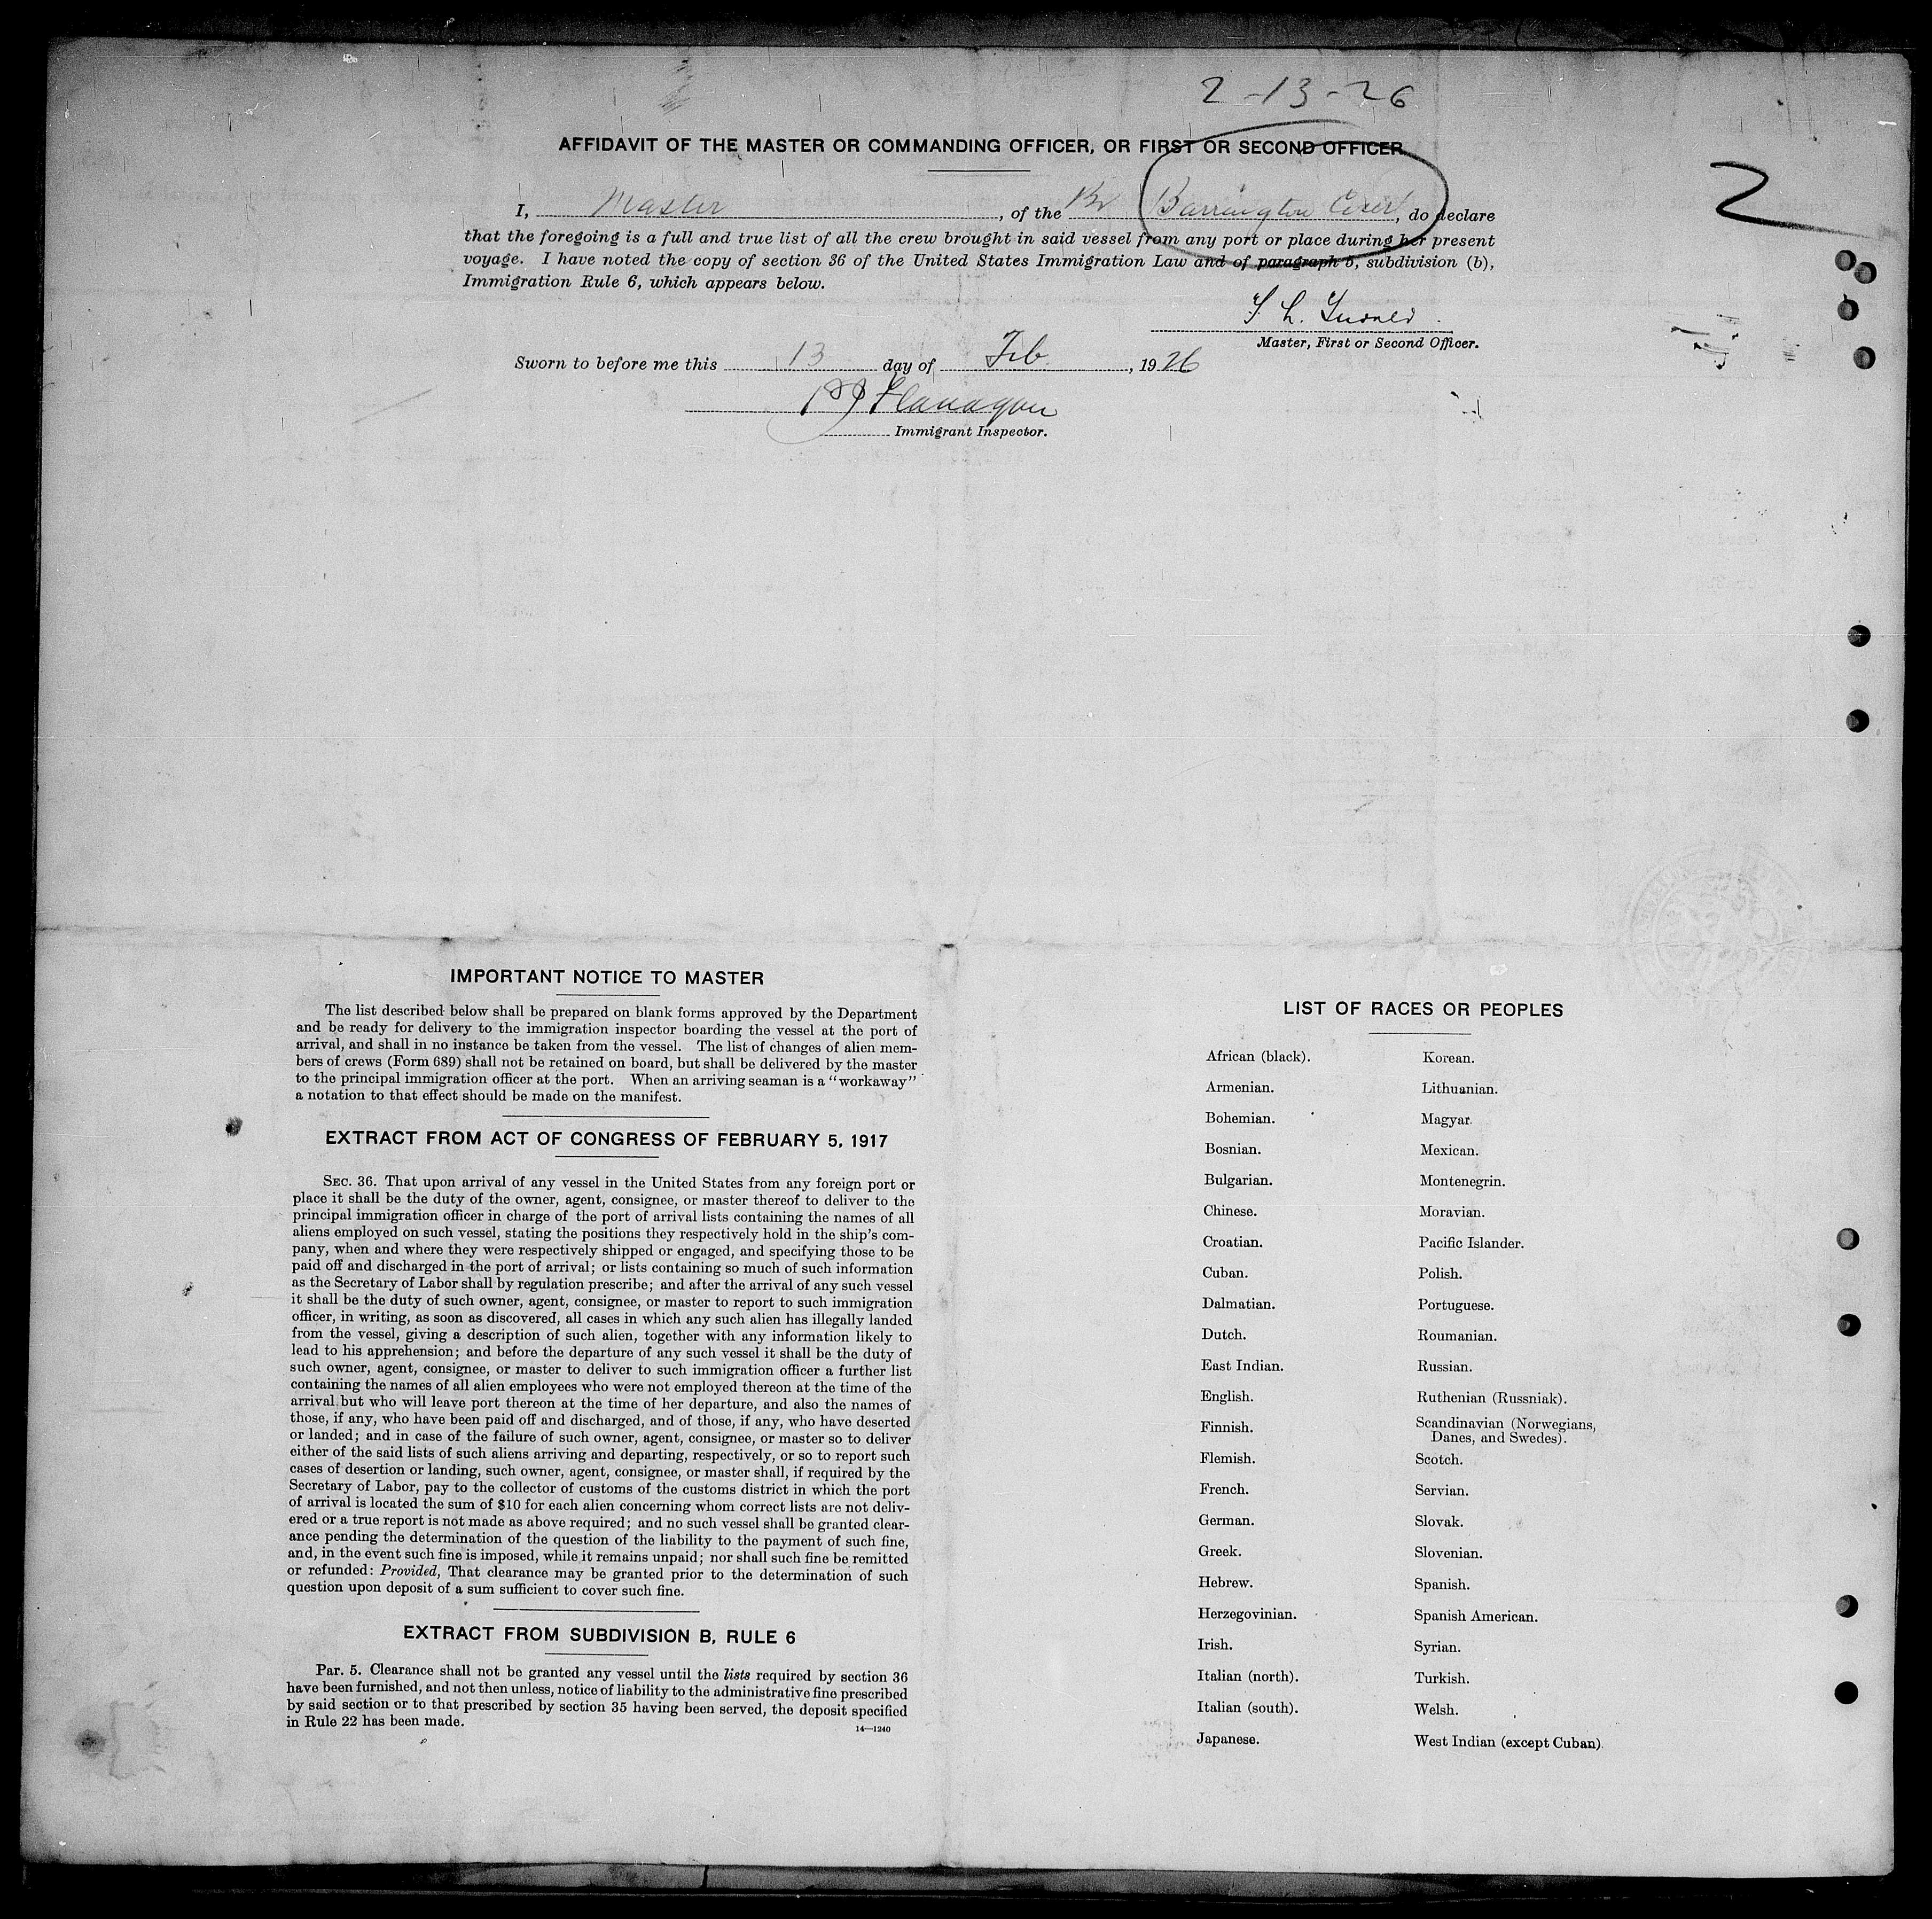 2-13-26
AFFIDAVIT OF THE MASTER OR COMMANDING OFFICER, OR FIRST OR SECOND OFFICER
2
I, Master, of the Br Barrington Court, do declare
that the foregoing is a full and true list of all the crew brought in said vessel from any port or place during her present
voyage. I have noted the copy of section 36 of the United States Immigration Law and of paragraph 5, subdivision (b),
Immigration Rule 6, which appears below.
Master, First or Second Officer.
Sworn to before me this 13 day of Feb., 1926
Flanagan
Immigrant Inspector.
IMPORTANT NOTICE TO MASTER
The list described below shall be prepared on blank forms approved by the Department
and be ready for delivery to the immigration inspector boarding the vessel at the port of
arrival, and shall in no instance be taken from the vessel. The list of changes of alien mem-
bers of crews (Form 689) shall not be retained on board, but shall be delivered by the master
to the principal immigration officer at the port. When an arriving seaman is a "workaway"
a notation to that effect should be made on the manifest.
EXTRACT FROM ACT OF CONGRESS OF FEBRUARY 5, 1917
SEC. 36. That upon arrival of any vessel in the United States from any foreign port or
place it shall be the duty of the owner, agent, consignee, or master thereof to deliver to the
principal immigration officer in charge of the port of arrival lists containing the names of all
aliens employed on such vessel, stating the positions they respectively hold in the ship's com-
pany, when and where they were respectively shipped or engaged, and specifying those to be
paid off and discharged in the port of arrival; or lists containing so much of such information
as the Secretary of Labor shall by regulation prescribe; and after the arrival of any such vessel
it shall be the duty of such owner, agent, consignee, or master to report to such immigration
officer, in writing, as soon as discovered, all cases in which any such alien has illegally landed
from the vessel, giving a description of such alien, together with any information likely to
lead to his apprehension; and before the departure of any such vessel it shall be the duty of
such owner, agent, consignee, or master to deliver to such immigration officer a further list
containing the names of all alien employees who were not employed thereon at the time of the
arrival but who will leave port thereon at the time of her departure, and also the names of
those, if any, who have been paid off and discharged, and of those, if any, who have deserted
or landed; and in case of the failure of such owner, agent, consignee, or master so to deliver
either of the said lists of such aliens arriving and departing, respectively, or so to report such
cases of desertion or landing, such owner, agent, consignee, or master shall, if required by the
Secretary of Labor, pay to the collector of customs of the customs district in which the port
of arrival is located the sum of $10 for each alien concerning whom correct lists are not deliv-
ered or a true report is not made as above required; and no such vessel shall be granted clear-
ance pending the determination of the question of the liability to the payment of such fine,
and, in the event such fine is imposed, while it remains unpaid; nor shall such fine be remitted
or refunded: Provided, That clearance may be granted prior to the determination of such
question upon deposit of a sum sufficient to cover such fine.
EXTRACT FROM SUBDIVISION B, RULE 6
Par. 5. Clearance shall not be granted any vessel until the lists required by section 36
have been furnished, and not then unless, notice of liability to the administrative fine prescribed
by said section or to that prescribed by section 35 having been served, the deposit specified
in Rule 22 has been made.
14—1240
LIST OF RACES OR PEOPLES
African (black).
Armenian.
Bohemian.
Bosnian.
Bulgarian.
Chinese.
Croatian.
Cuban.
Dalmatian.
Dutch.
East Indian.
English.
Finnish.
Flemish.
French.
German.
Greek.
Hebrew.
Herzegovinian.
Irish.
Italian (north).
Italian (south).
Japanese.
Korean.
Lithuanian.
Magyar.
Mexican.
Montenegrin.
Moravian.
Pacific Islander.
Polish.
Portuguese.
Roumanian.
Russian.
Ruthenian (Russniak).
Scandinavian (Norwegians,
Danes, and Swedes).
Scotch.
Servian.
Slovak.
Slovenian.
Spanish.
Spanish American.
Syrian.
Turkish.
Welsh.
West Indian (except Cuban).